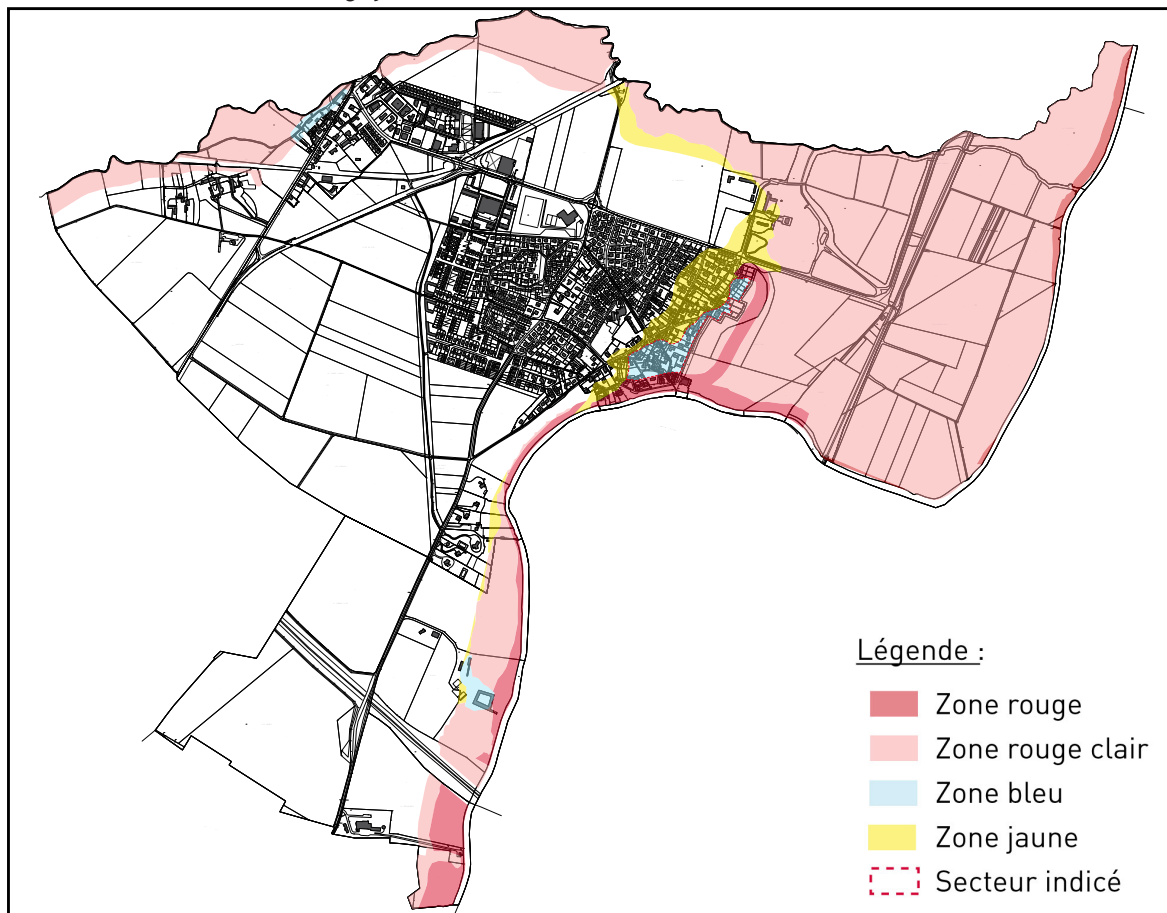 Légende :
Zone rouge
Zone rouge clair
Zone bleu
Zone jaune
Secteur indicé